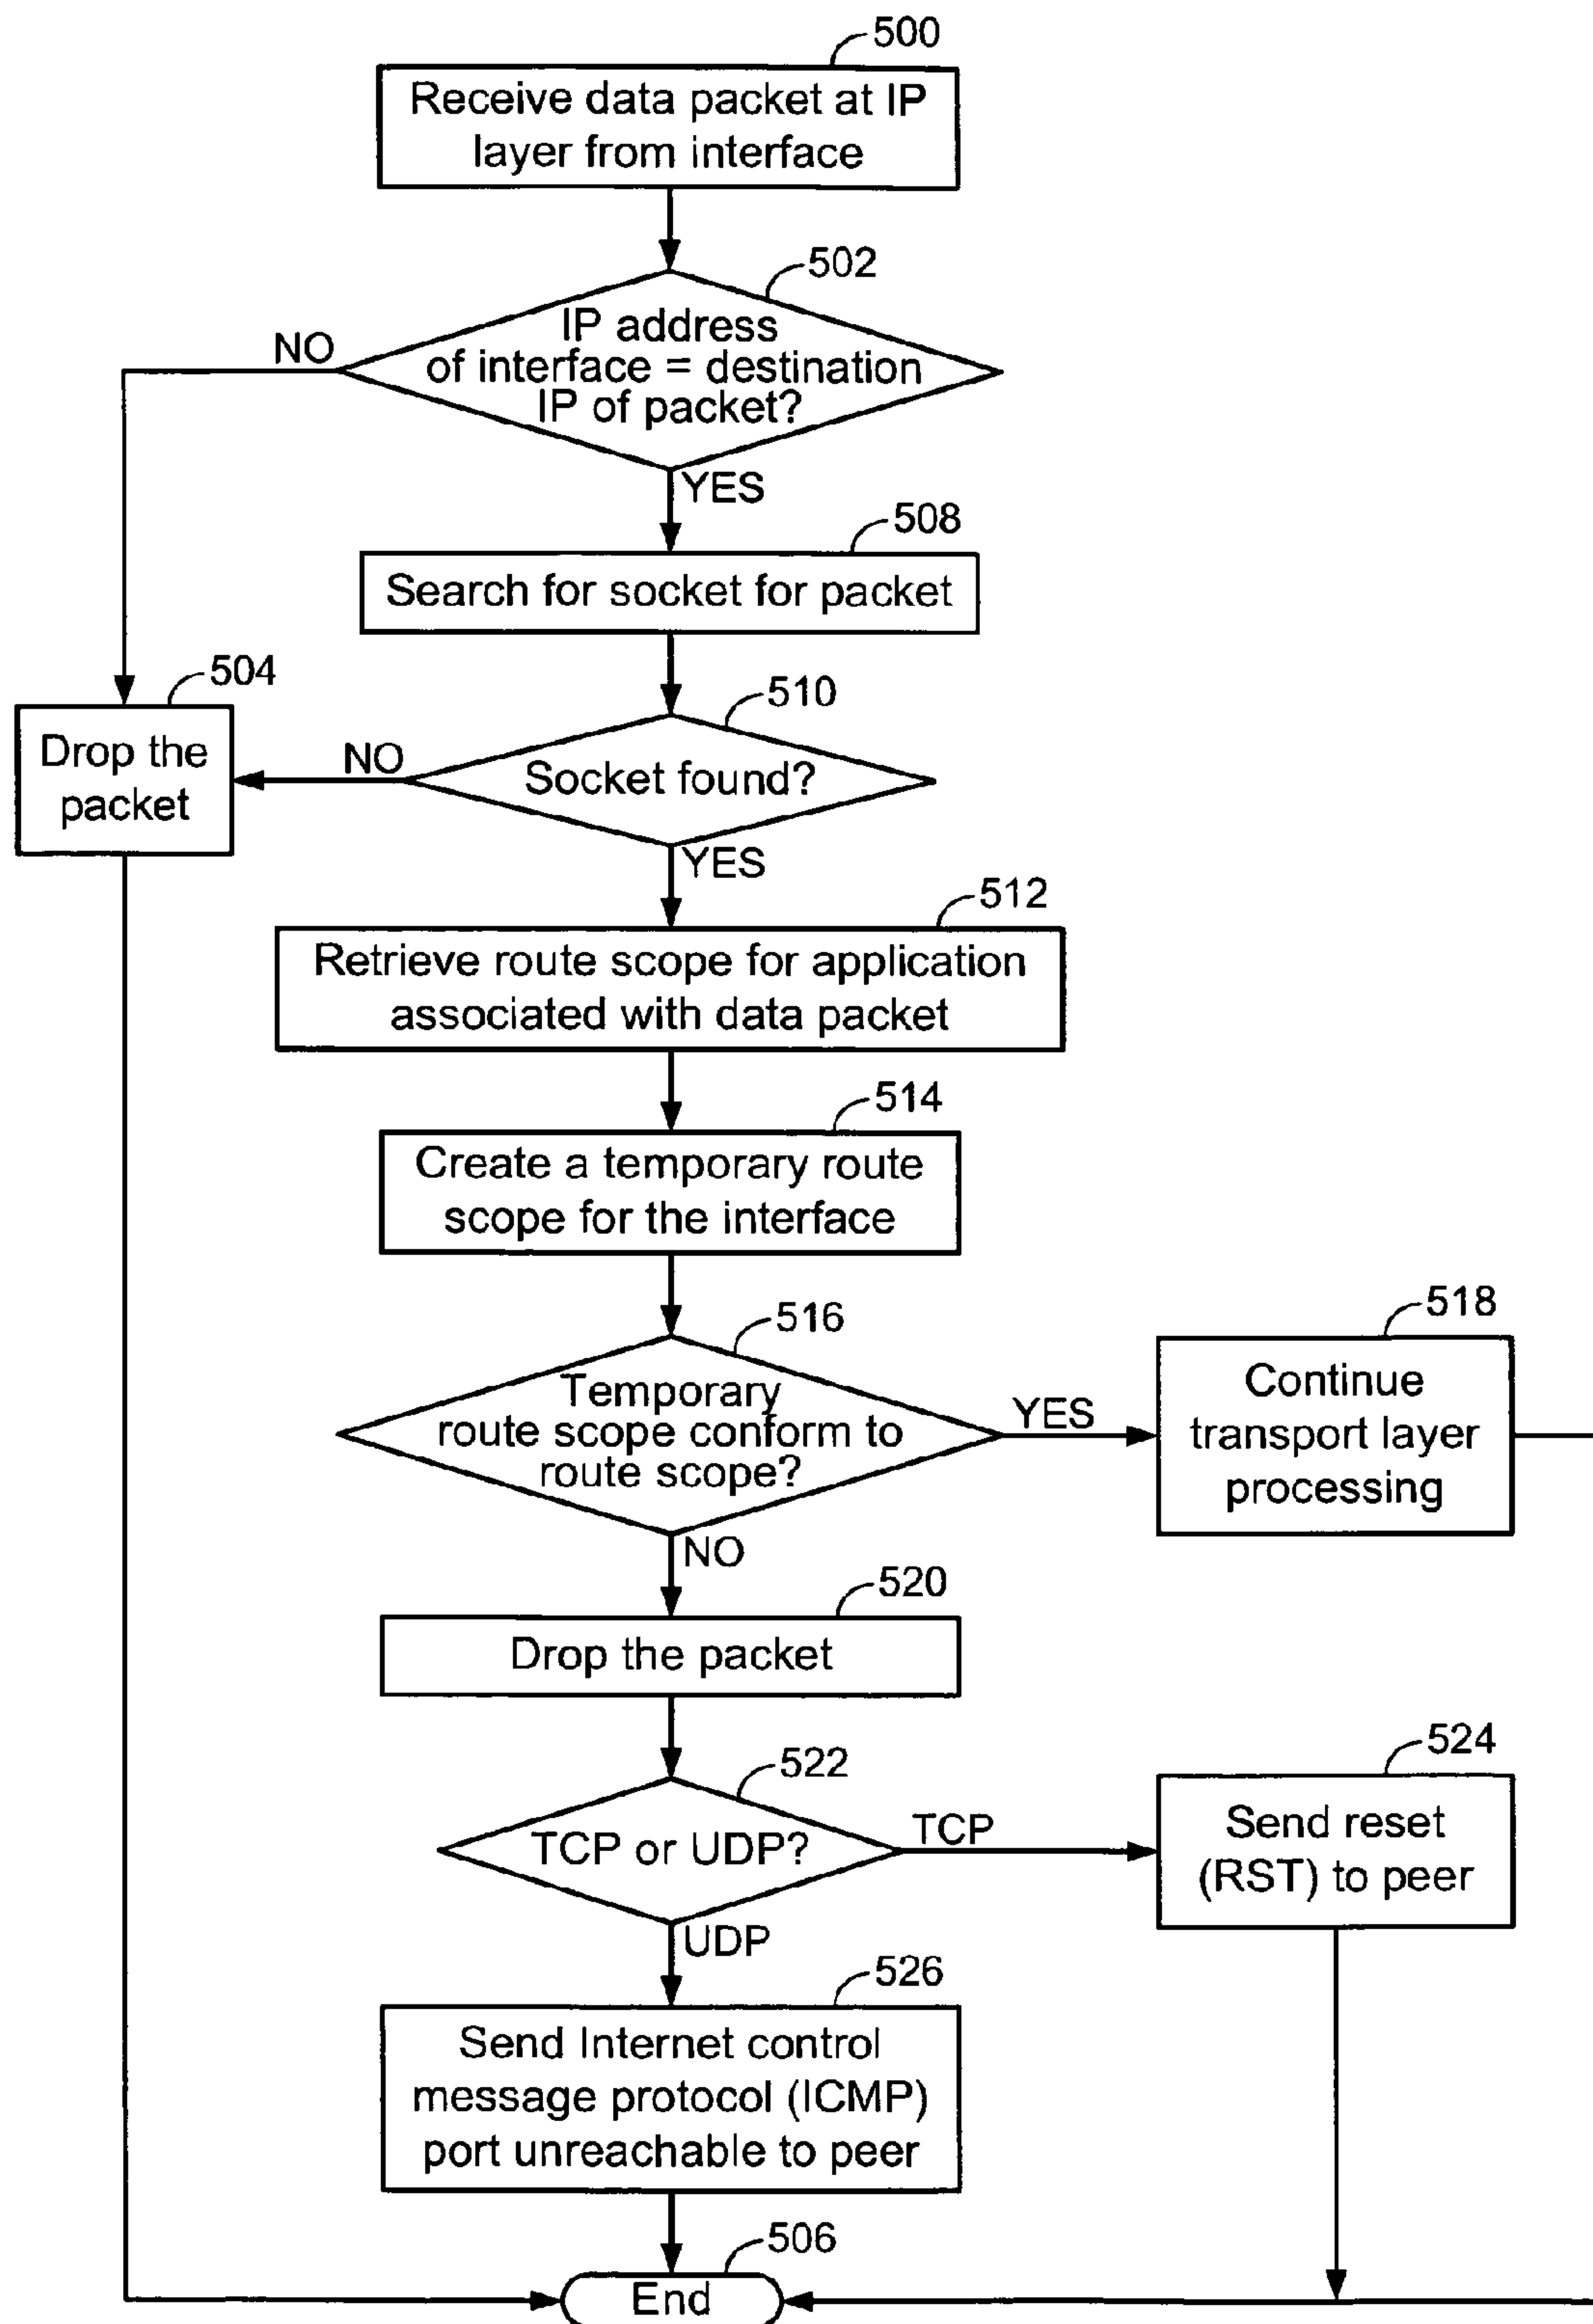 500
Receive data packet at IP
layer from interface
502
IP address
of interface = destination
IP of packet?
NO
YES
508
Search for socket for packet
504
Drop the
packet
510
NO
Socket found?
YES
512
Retrieve route scope for application
associated with data packet
514
Create a temporary route
scope for the interface
516
Temporary
route scope conform to
route scope?
YES
518
Continue
transport layer
processing
NO
520
Drop the packet
522
TCP or UDP?
TCP
524
Send reset
(RST) to peer
UDP
526
Send Internet control
message protocol (ICMP)
port unreachable to peer
506
End